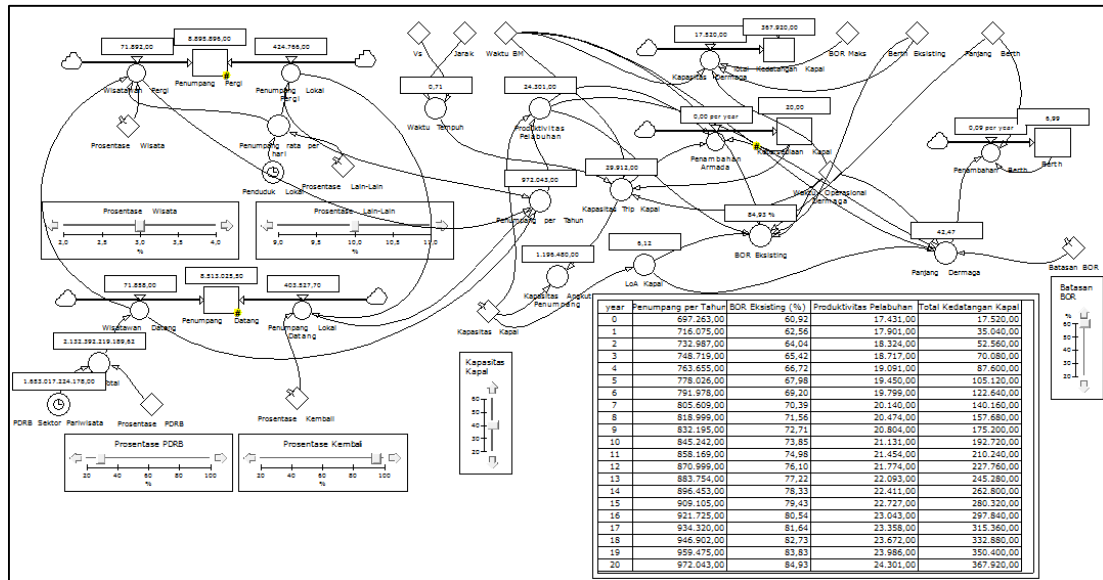 71.892,00
8.895.896,00
424.766,00
Wisatawan Pergi
Penumpang Pergi
Penumpang Lokal
Pergi
Prosentase Wisata
Penumpang rata per
hari
Penduduk Lokal
Prosentase Lain-Lain
Prosentase Wisata
2,0 2,5 3,0 3,5 4,0
%
Prosentase Lain-Lain
9,0 9,5 10,0 10,5 11,0
%
71.858,00
8.513.025,50
403.527,70
Wisatawan Datang
Penumpang Datang
Penumpang Lokal
Datang
2.132.392.219.189,62
1.653.017.224.178,00
PDRB Sektor Pariwisata
Prosentase PDRB
Prosentase Kembali
Prosentase PDRB
20 40 60 80 100
%
Prosentase Kembali
20 40 60 80 100
%
Vs
Jarak
Waktu BM
0,71
Waktu Tempuh
24.301,00
Produktivitas
Pelabuhan
972.043,00
Penumpang per Tahun
29.912,00
Kapasitas Trip Kapal
1.196.480,00
Kapasitas Angkut
Penumpang
6,12
LoA Kapal
Kapasitas Kapal
Kapasitas
Kapal
60
50
40
30
20
17.520,00
367.920,00
Kapasitas Dermaga
Total Kedatangan Kapal
BOR Maks
Berth Eksisting
Panjang Berth
0,00 per year
20,00
Penambahan
Armada
Ketersediaan Kapal
Waktu Operasional
Dermaga
84,93 %
BOR Eksisting
0,09 per year
6,99
Penambahan Berth
Berth
42,47
Panjang Dermaga
Batasan BOR
Batasan
BOR
%
60
50
40
30
20
year Penumpang per Tahun BOR Eksisting (%) Produktivitas Pelabuhan Total Kedatangan Kapal
0 697.263,00 60,92 17.431,00 17.520,00
1 716.075,00 62,56 17.901,00 35.040,00
2 732.987,00 64,04 18.324,00 52.560,00
3 748.719,00 65,42 18.717,00 70.080,00
4 763.655,00 66,72 19.091,00 87.600,00
5 778.026,00 67,98 19.450,00 105.120,00
6 791.978,00 69,20 19.799,00 122.640,00
7 805.609,00 70,39 20.140,00 140.160,00
8 818.999,00 71,56 20.474,00 157.680,00
9 832.195,00 72,71 20.804,00 175.200,00
10 845.242,00 73,85 21.131,00 192.720,00
11 858.169,00 74,98 21.454,00 210.240,00
12 870.999,00 76,10 21.774,00 227.760,00
13 883.754,00 77,22 22.093,00 245.280,00
14 896.453,00 78,33 22.411,00 262.800,00
15 909.105,00 79,43 22.727,00 280.320,00
16 921.725,00 80,54 23.043,00 297.840,00
17 934.320,00 81,64 23.358,00 315.360,00
18 946.902,00 82,73 23.672,00 332.880,00
19 959.475,00 83,83 23.986,00 350.400,00
20 972.043,00 84,93 24.301,00 367.920,00